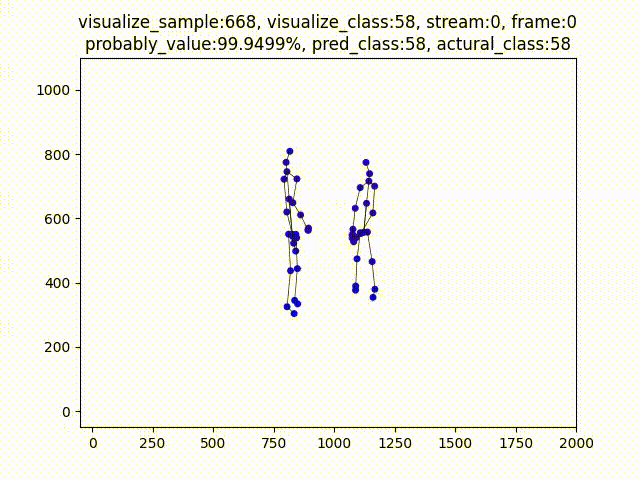 visualize_sample:668, visualize_class:58, stream:0, frame:0
probably_value:99.9499%, pred_class:58, actural_class:58
1000
800
600
400
200
0
0 250 500 750 1000 1250 1500 1750 2000